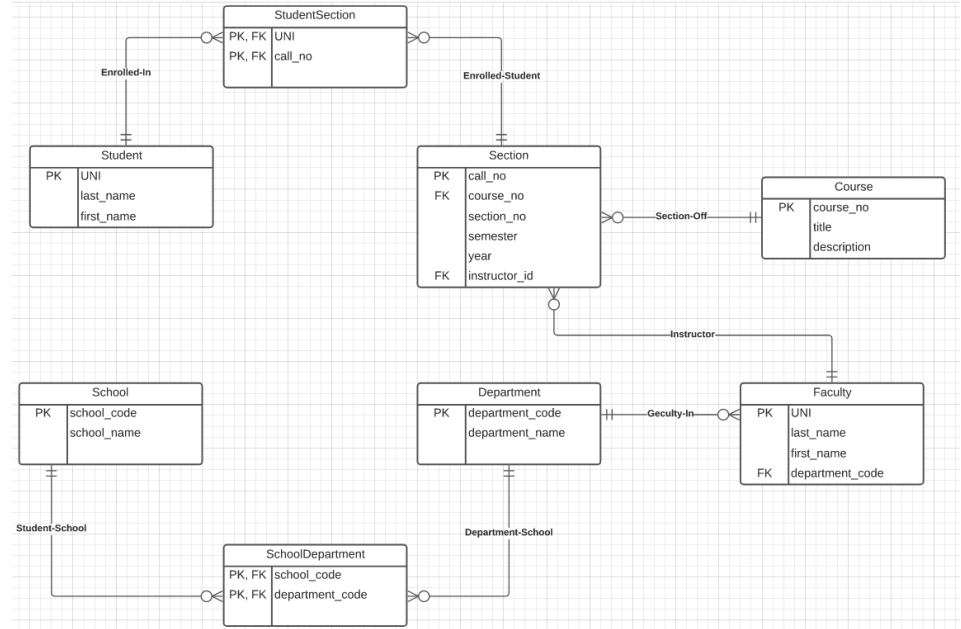 StudentSection
PK, FK UNI
PK, FK call_no
Enrolled-In
Enrolled-Student
Student
PK UNI
last_name
first_name
Section
PK call_no
FK course_no
section_no
semester
year
FK instructor_id
Section-Off
Course
PK course_no
title
description
Instructor
School
PK school_code
school_name
Department
PK department_code
department_name
Geculty-In
Faculty
PK UNI
last_name
first_name
FK department_code
Student-School
Department-School
SchoolDepartment
PK, FK school_code
PK, FK department_code